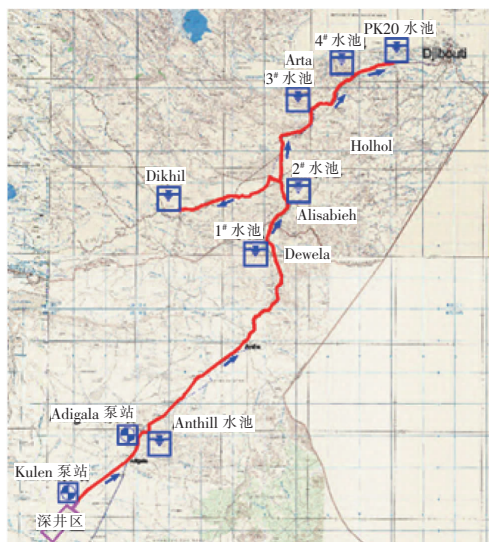 PK20 水池
4# 水池
Djibouti
Arta
3# 水池
Holhol
Dikhil
2# 水池
Alisabieh
1# 水池
Dewela
Adigala 泵站
Anthill 水池
Kulen 泵站
深井区